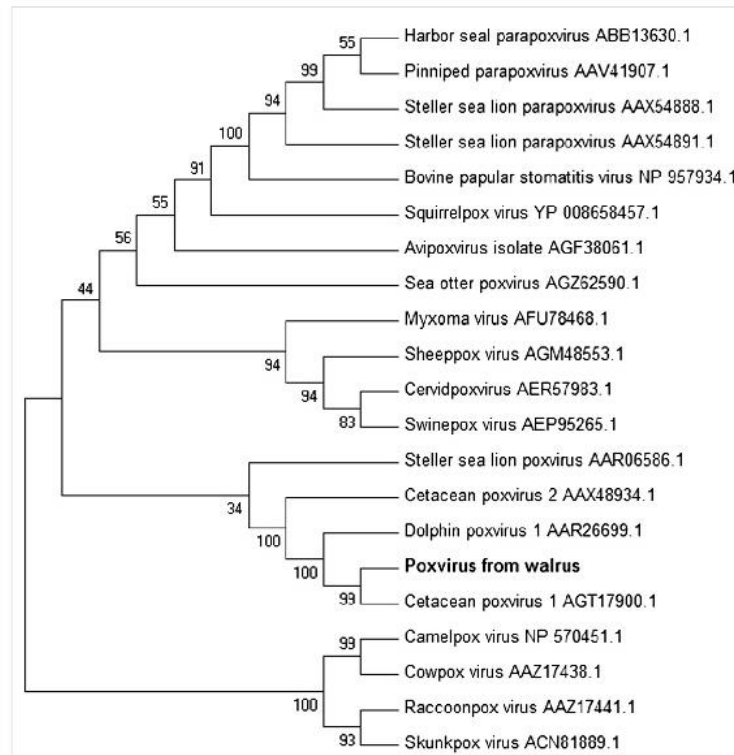 55
Harbor seal parapoxvirus ABB13630.1
99
Pinniped parapoxvirus AAV41907.1
94
Steller sea lion parapoxvirus AAX54888.1
100
Steller sea lion parapoxvirus AAX54891.1
91
Bovine papular stomatitis virus NP 957934.1
55
Squirrelpox virus YP 008658457.1
56
Avipoxvirus isolate AGF38061.1
44
Sea otter poxvirus AGZ62590.1
Myxoma virus AFU78468.1
94
Sheeppox virus AGM48553.1
94
Cervidpoxvirus AER57983.1
83
Swinepox virus AEP95265.1
Steller sea lion poxvirus AAR06586.1
34
Cetacean poxvirus 2 AAX48934.1
100
Dolphin poxvirus 1 AAR26699.1
100
Poxvirus from walrus
99
Cetacean poxvirus 1 AGT17900.1
99
Camelpox virus NP 570451.1
Cowpox virus AAZ17438.1
100
Raccoonpox virus AAZ17441.1
93
Skunkpox virus ACN81889.1